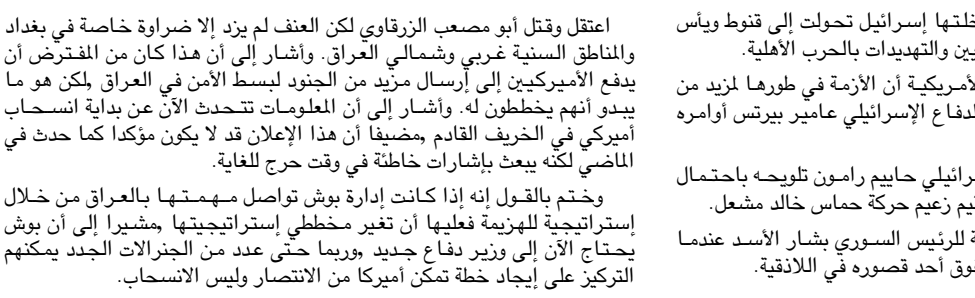 اعتقل وقتل أبو مصعب الزرقاوي لكن العنف لم يزد إلا ضراوة خاصة في بغداد
والمناطق السنية غربي وشمالي العراق. وأشار إلى أن هذا كان من المفترض أن
يدفع الأميركيين إلى إرسال مزيد من الجنود لبسط الأمن في العراق ,لكن هو ما
يبدو أنهم يخططون له. وأشار إلى أن المعلومات تتحدث الآن عن بداية انسحاب
أميركي في الخريف القادم ,مضيفا أن هذا الإعلان قد لا يكون مؤكدا كما حدث في
الماضي لكنه يبعث بإشارات خاطئة في وقت حرج للغاية.
وختم بالقول إنه إذا كانت إدارة بوش تواصل مهمتها بالعراق من خلال
إستراتيجية للهزيمة فعليها أن تغير مخططي إستراتيجيتها ,مشيرا إلى أن بوش
يحتاج الآن إلى وزير دفاع جديد ,وربما حتى عدد من الجنرالات الجدد يمكنهم
التركيز على إيجاد خطة تمكن أميركا من الانتصار وليس الانسحاب.
خلتها إسرائيل تحولت إلى قنوط ويأس
ين والتهديدات بالحرب الأهلية.
لأمريكية أن الأزمة في طورها لمزيد من
لدفاع الإسرائيلي عامير بيرتس أوامره
رائيلي حاييم رامون تلويحه باحتمال
يم زعيم حركة حماس خالد مشعل.
ة للرئيس السوري بشار الأسد عندما
وق أحد قصوره في اللاذقية.